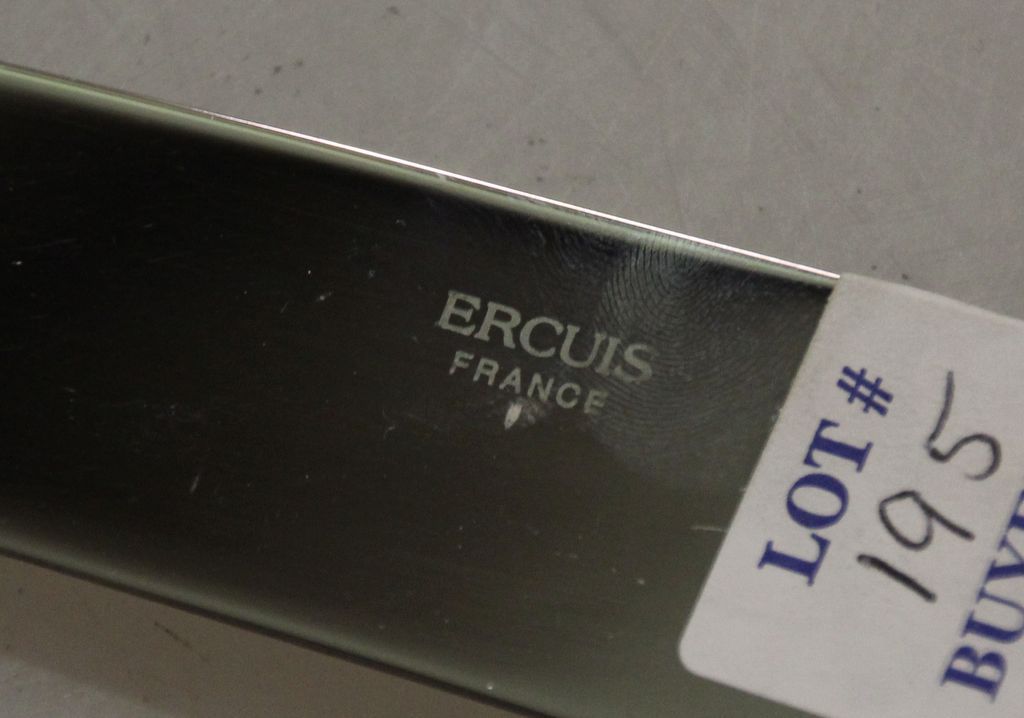 ERCUIS
FRANCE
LOT #
195